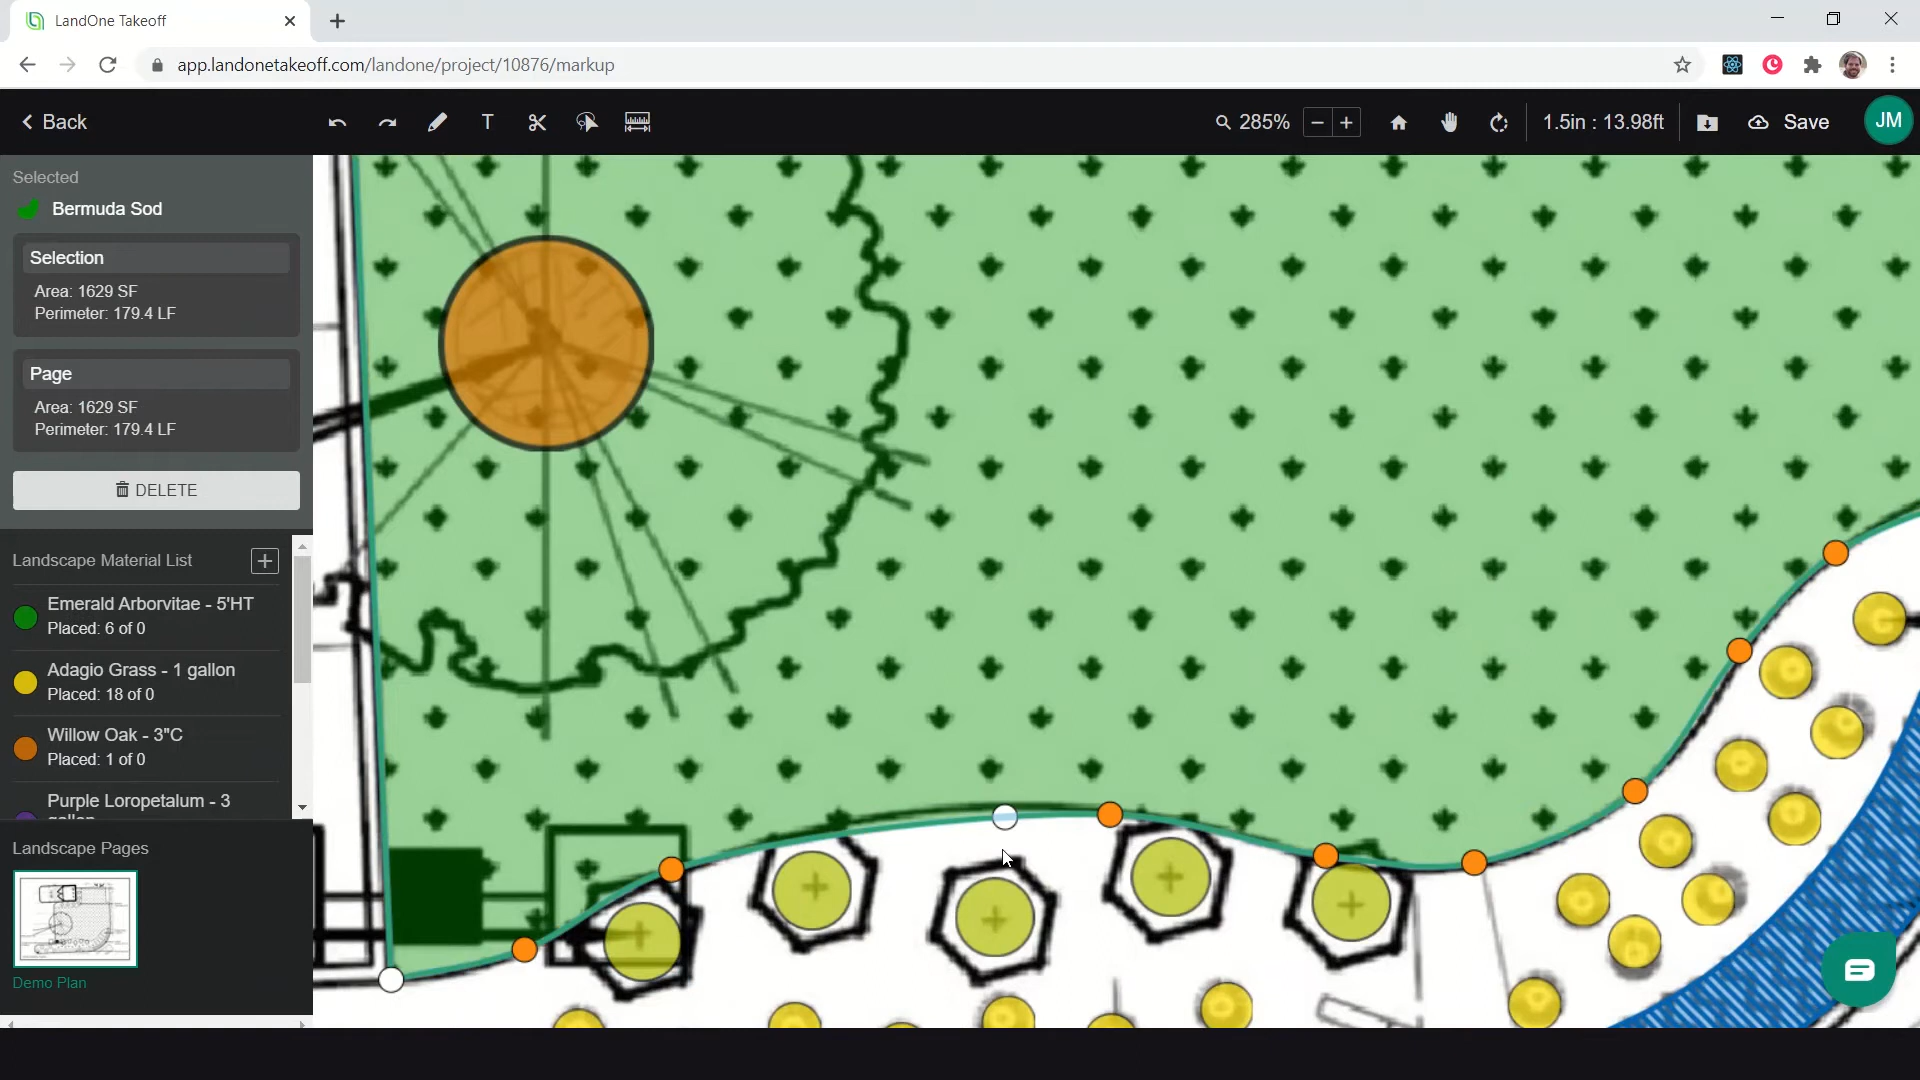 LandOne Takeoff
app.landonetakeoff.com/landone/project/10876/markup
Back
T
285%
1.5in : 13.98ft
Save
JM
Selected
Bermuda Sod
Selection
Area: 1629 SF
Perimeter: 179.4 LF
Page
Area: 1629 SF
Perimeter: 179.4 LF
DELETE
Landscape Material List
Emerald Arborvitae - 5'HT
Placed: 6 of 0
Adagio Grass - 1 gallon
Placed: 18 of 0
Willow Oak - 3"C
Placed: 1 of 0
Purple Loropetalum - 3
gallon
Landscape Pages
Demo Plan